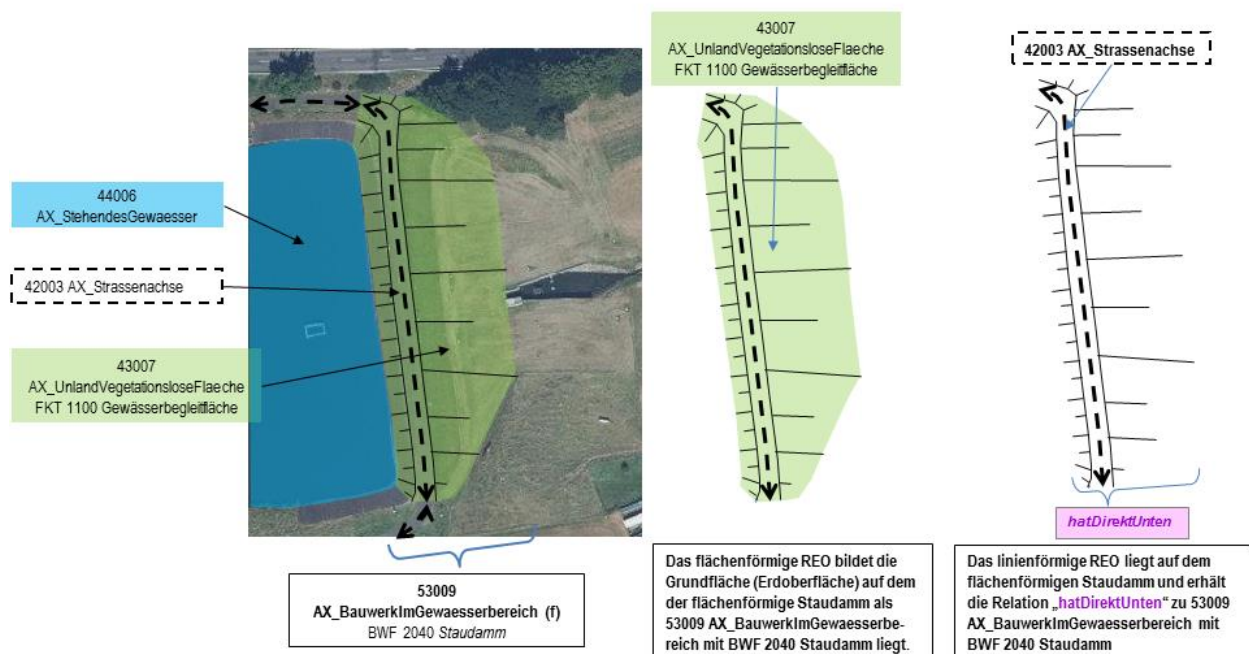 43007
AX_UnlandVegetationsloseFlaeche
FKT 1100 Gewässerbegleitfläche
42003 AX_Strassenachse
44006
AX_StehendesGewaesser
42003 AX_Strassenachse
43007
AX_UnlandVegetationsloseFlaeche
FKT 1100 Gewässerbegleitfläche
hatDirektUnten
53009
AX_BauwerkImGewaesserbereich (f)
BWF 2040 Staudamm
Das flächenförmige REO bildet die
Grundfläche (Erdoberfläche) auf dem
der flächenförmige Staudamm als
53009 AX_BauwerkImGewaesserbe-
reich mit BWF 2040 Staudamm liegt.
Das linienförmige REO liegt auf dem
flächenförmigen Staudamm und erhält
die Relation „hatDirektUnten“ zu 53009
AX_BauwerkImGewaesserbereich mit
BWF 2040 Staudamm